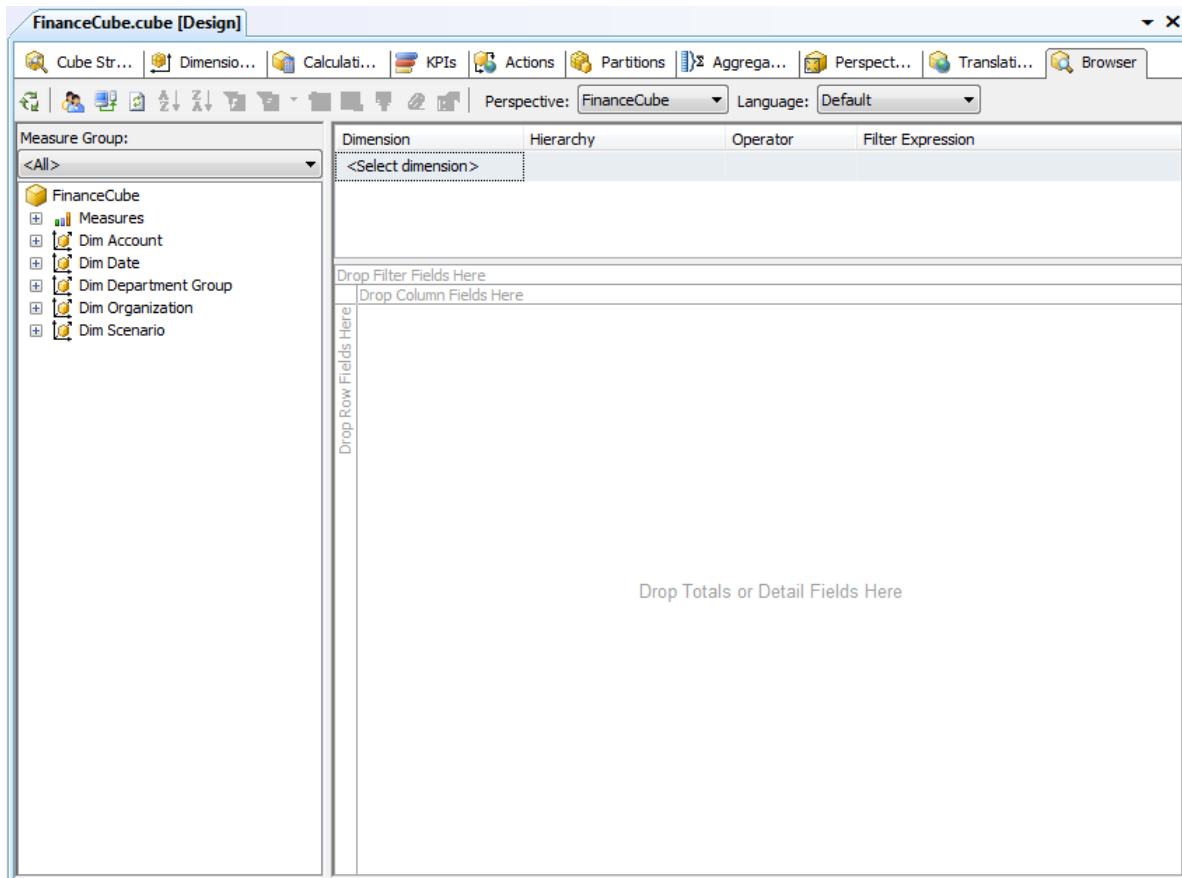 FinanceCube.cube [Design]
Cube Str... Dimensio... Calculati... KPIs Actions Partitions Aggrega... Perspect... Translati... Browser
Perspective: FinanceCube Language: Default
Measure Group:
<All>
FinanceCube
Measures
Dim Account
Dim Date
Dim Department Group
Dim Organization
Dim Scenario
Dimension Hierarchy Operator Filter Expression
<Select dimension>
Drop Filter Fields Here
Drop Column Fields Here
Drop Row Fields Here
Drop Totals or Detail Fields Here